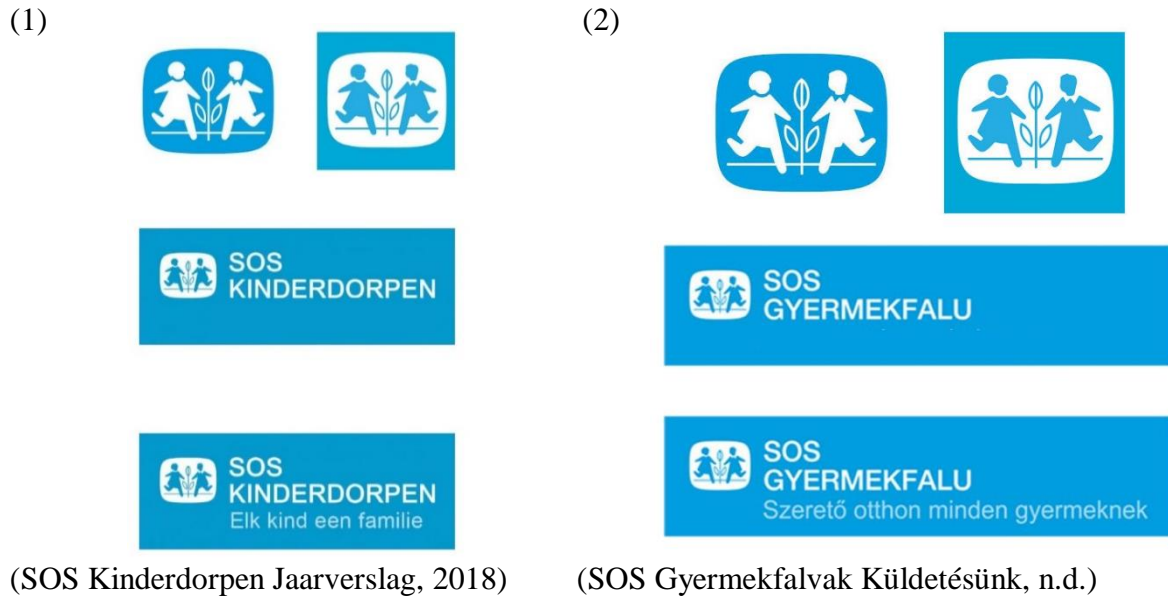 (1)
(2)
SOS
KINDERDORPEN
SOS
GYERMEKFALU
SOS
KINDERDORPEN
Elk kind een familie
SOS
GYERMEKFALU
Szerető otthon minden gyermeknek
(SOS Kinderdorpen Jaarverslag, 2018)
(SOS Gyermekfalvak Küldetésünk, n.d.)